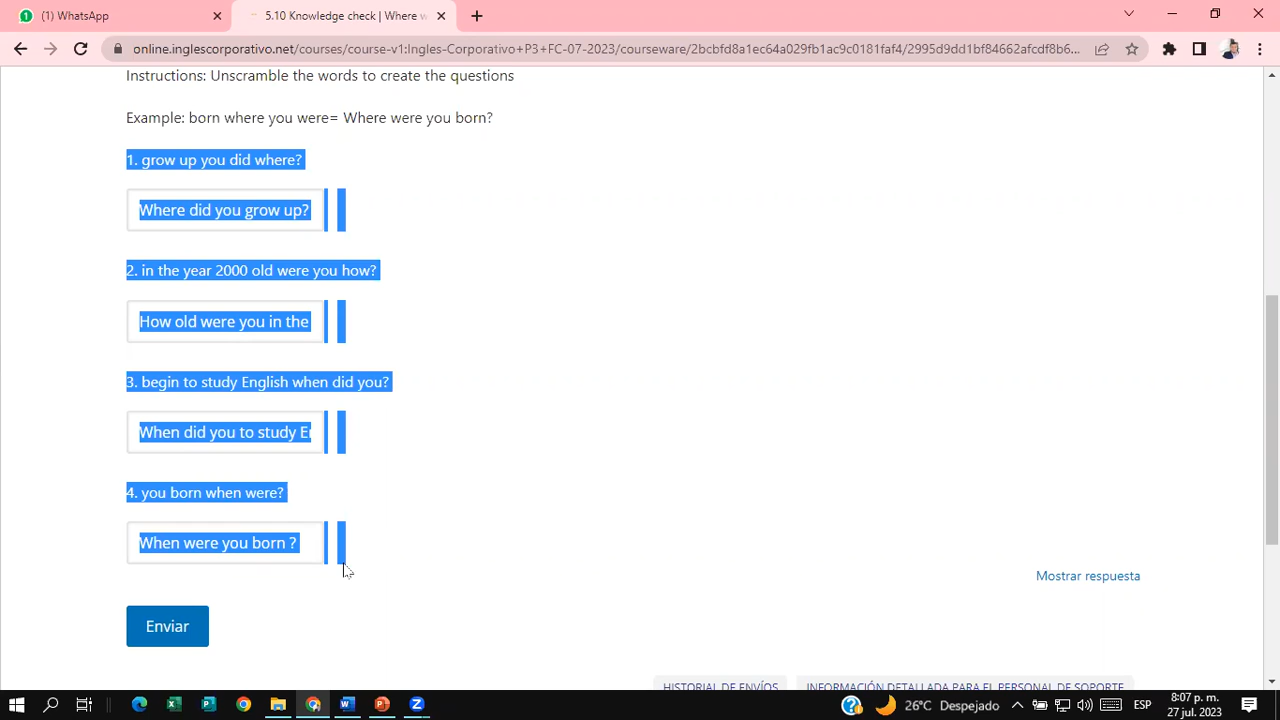 (1) WhatsApp
5.10 Knowledge check | Where w
online.inglescorporativo.net/courses/course-v1:Ingles-Corporativo+P3+FC-07-2023/courseware/2bcbfd8a1ec64a029fb1ac9c0181faf4/2995d9dd1bf84662afcdf8b6...
Instructions: Unscramble the words to create the questions
Example: born where you were= Where were you born?
1. grow up you did where?
Where did you grow up?
2. in the year 2000 old were you how?
How old were you in the
3. begin to study English when did you?
When did you to study E
4. you born when were?
When were you born ?
Mostrar respuesta
Enviar
HISTORIAL DE ENVÍOS
INFORMACIÓN DETALLADA PARA EL PERSONAL DE SOPORTE
26°C Despejado
ESP
8:07 p. m.
27 jul. 2023